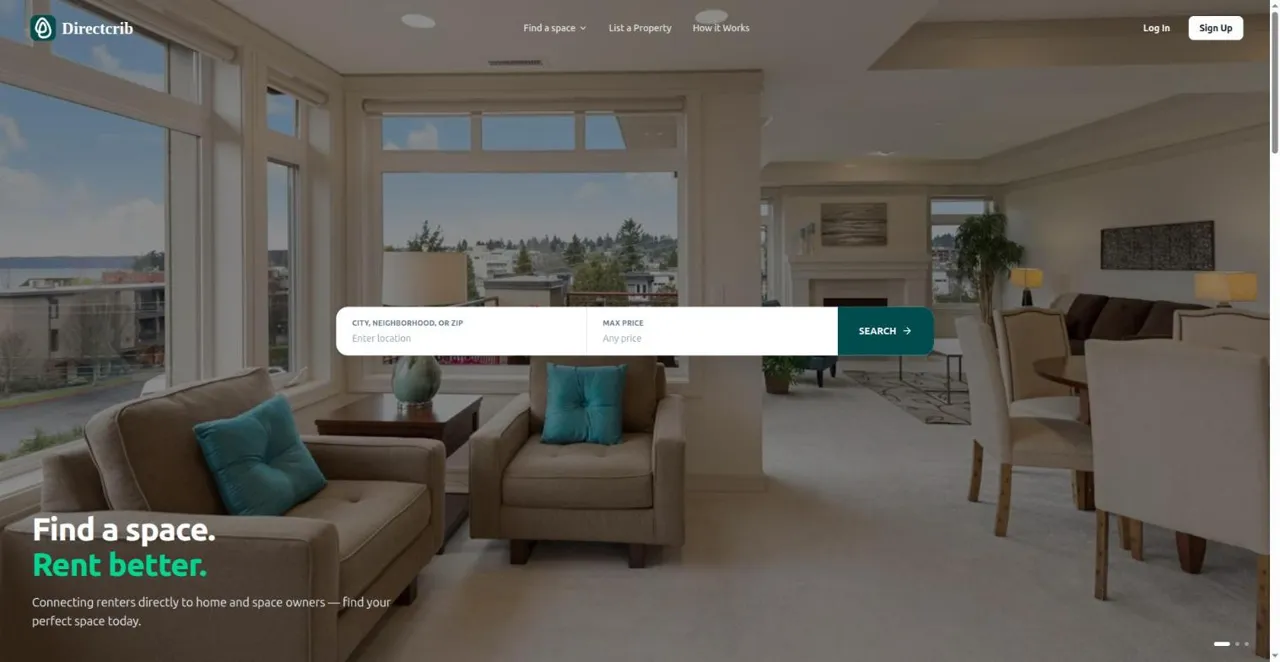 Directcrib
Find a space
List a Property
How it Works
Log In
Sign Up
CITY, NEIGHBORHOOD, OR ZIP
Enter location
MAX PRICE
Any price
SEARCH →
Find a space.
Rent better.
Connecting renters directly to home and space owners — find your
perfect space today.